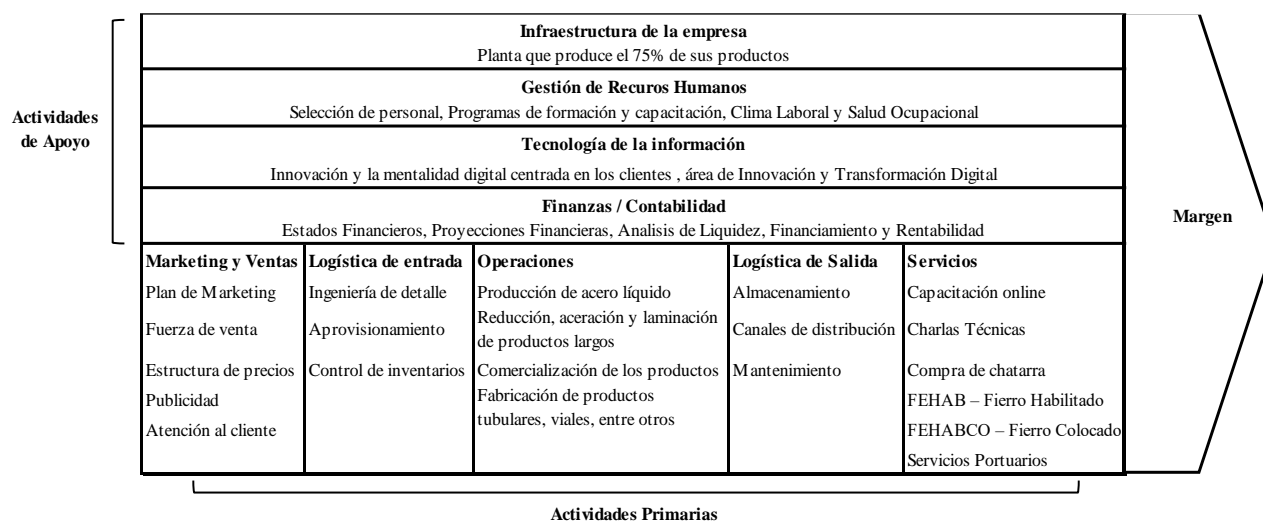 Infraestructura de la empresa
Planta que produce el 75% de sus productos
Gestión de Recuros Humanos
Selección de personal, Programas de formación y capacitación, Clima Laboral y Salud Ocupacional
Actividades
de Apoyo
Tecnología de la información
Innovación y la mentalidad digital centrada en los clientes , área de Innovación y Transformación Digital
Finanzas / Contabilidad
Estados Financieros, Proyecciones Financieras, Analisis de Liquidez, Financiamiento y Rentabilidad
Margen
Marketing y Ventas
Plan de Marketing
Fuerza de venta
Estructura de precios
Publicidad
Atención al cliente
Logística de entrada
Ingeniería de detalle
Aprovisionamiento
Control de inventarios
Operaciones
Producción de acero líquido
Reducción, aceración y laminación
de productos largos
Comercialización de los productos
Fabricación de productos
tubulares, viales, entre otros
Logística de Salida
Almacenamiento
Canales de distribución
Mantenimiento
Servicios
Capacitación online
Charlas Técnicas
Compra de chatarra
FEHAB – Fierro Habilitado
FEHABCO – Fierro Colocado
Servicios Portuarios
Actividades Primarias